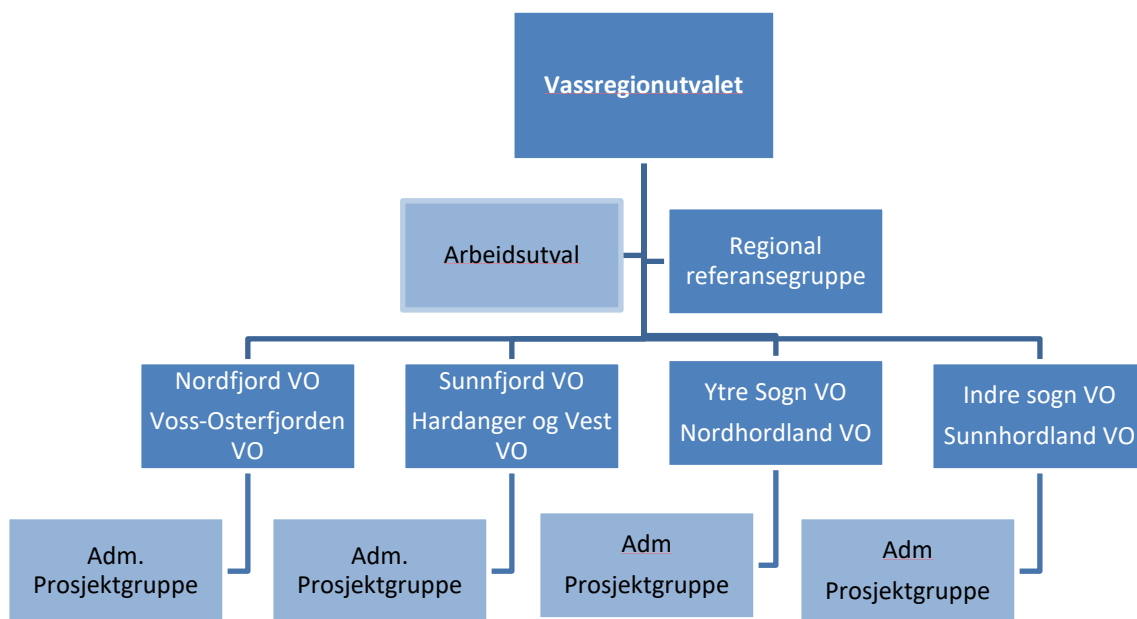 Vassregionutvalet
Arbeidsutval
Regional
referansegruppe
Nordfjord VO
Voss-Osterfjorden
VO
Sunnfjord VO
Hardanger og Vest
VO
Ytre Sogn VO
Nordhordland VO
Indre sogn VO
Sunnhordland VO
Adm.
Prosjektgruppe
Adm.
Prosjektgruppe
Adm
Prosjektgruppe
Adm
Prosjektgruppe